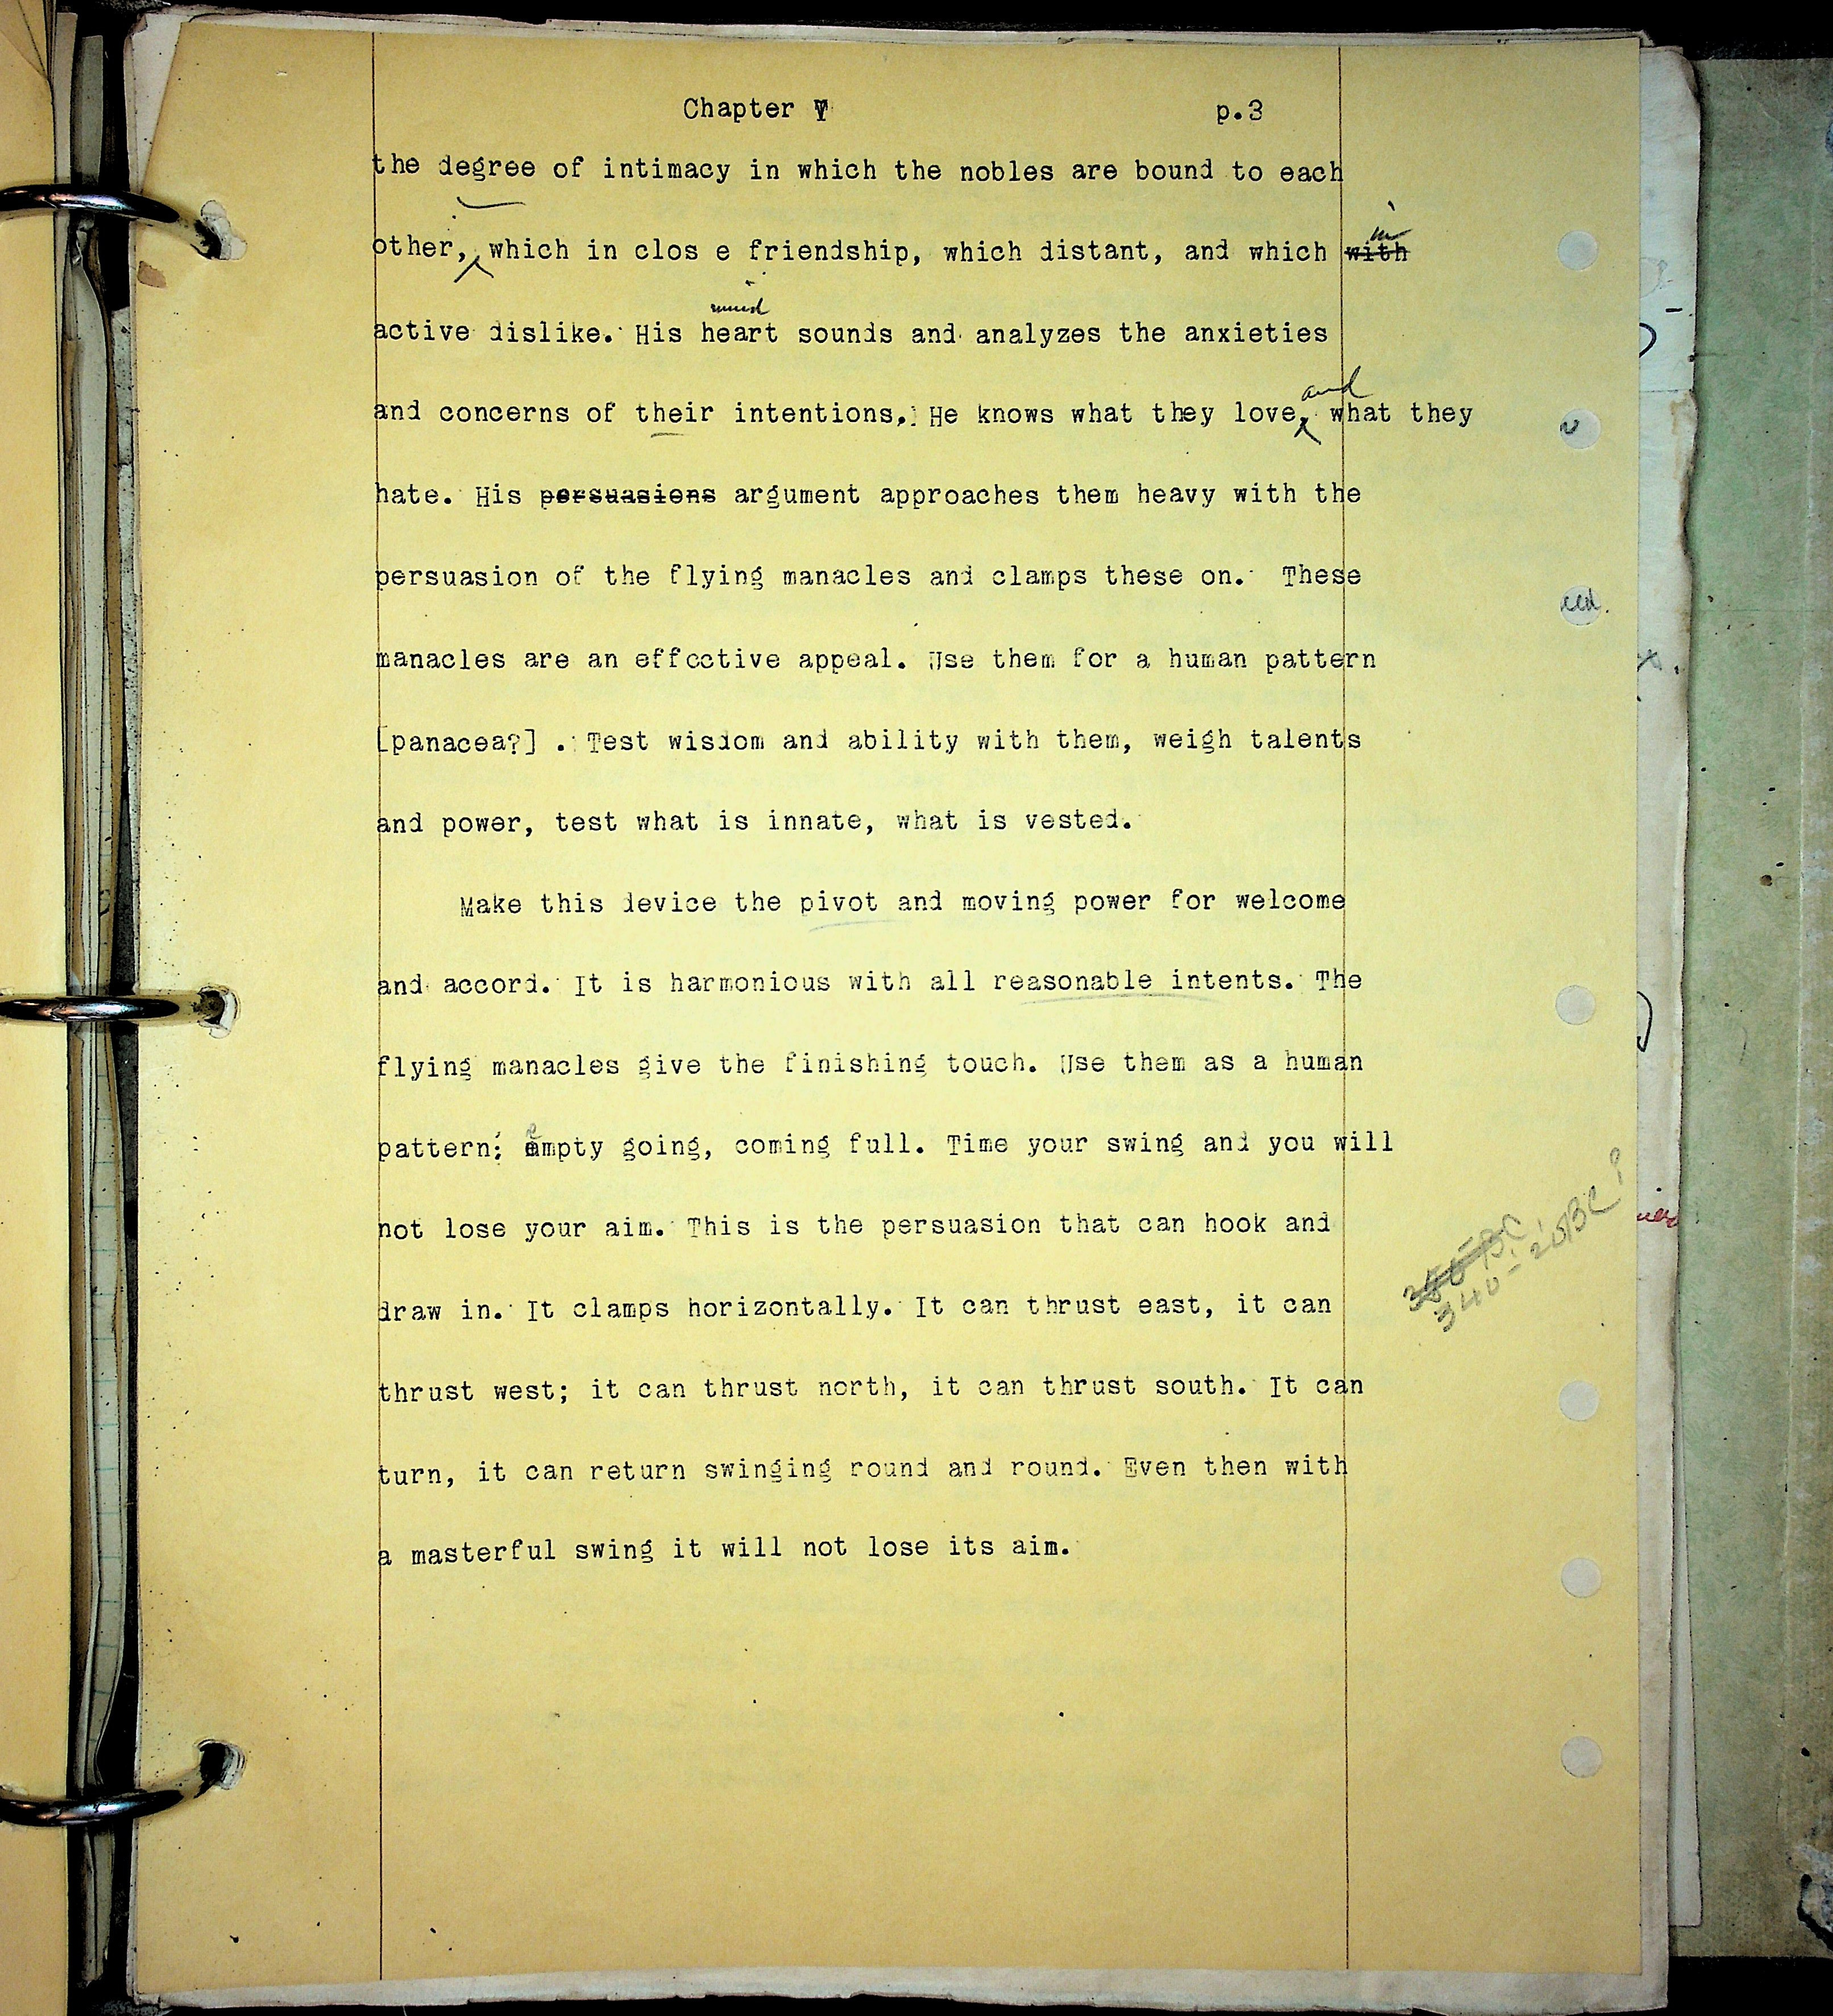 Chapter V p.3
the degree of intimacy in which the nobles are bound to each
in
other, which in clos e friendship, which distant, and which with
mind
active dislike. His heart sounds and analyzes the anxieties
and
and concerns of their intentions. He knows what they love, what they
hate. His persuasions argument approaches them heavy with the
persuasion of the flying manacles and clamps these on. These
manacles are an effective appeal. Use them for a human pattern
[panacea?] . Test wisdom and ability with them, weigh talents
and power, test what is innate, what is vested.
Make this device the pivot and moving power for welcome
and accord. It is harmonious with all reasonable intents. The
flying manacles give the finishing touch. Use them as a human
pattern; empty going, coming full. Time your swing and you will
not lose your aim. This is the persuasion that can hook and
draw in. It clamps horizontally. It can thrust east, it can
thrust west; it can thrust north, it can thrust south. It can
turn, it can return swinging round and round. Even then with
a masterful swing it will not lose its aim.